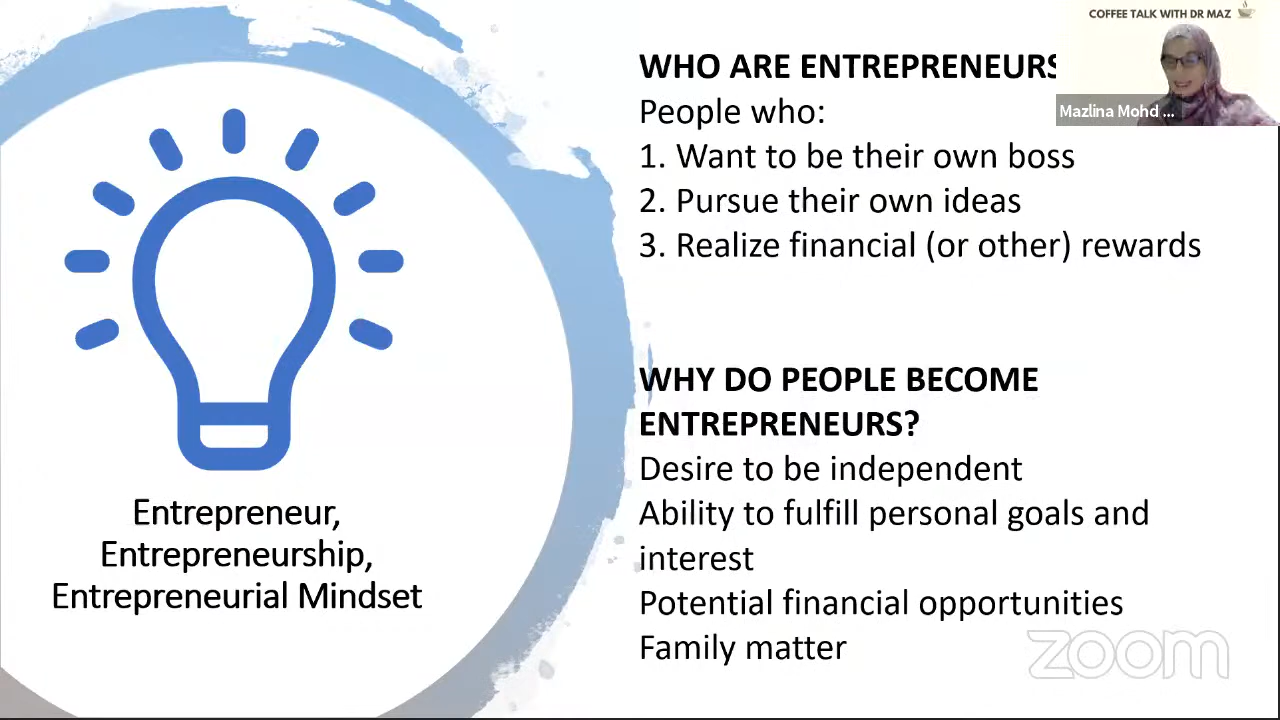 COFFEE TALK WITH DR MAZ
Mazlina Mohd ...
WHO ARE ENTREPRENEURS
People who:
1. Want to be their own boss
2. Pursue their own ideas
3. Realize financial (or other) rewards
WHY DO PEOPLE BECOME
ENTREPRENEURS?
Desire to be independent
Ability to fulfill personal goals and
interest
Potential financial opportunities
Family matter
Entrepreneur,
Entrepreneurship,
Entrepreneurial Mindset
zoom